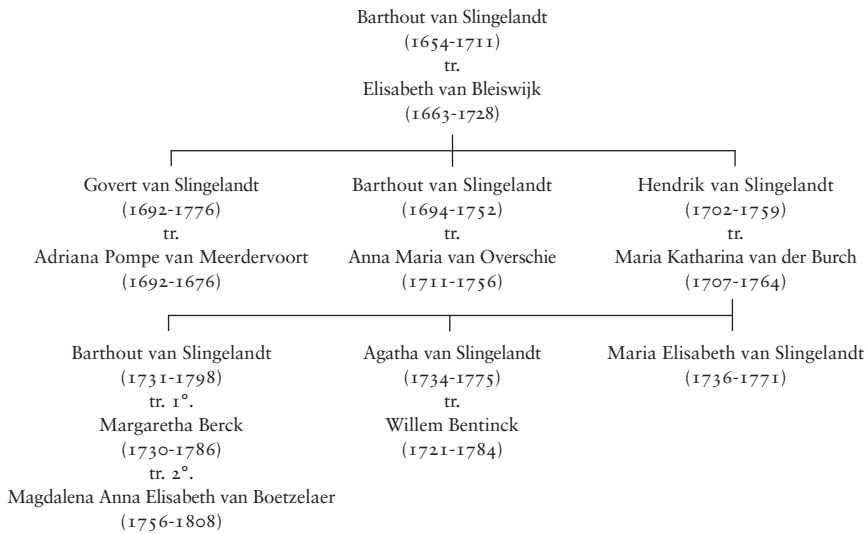 Barthout van Slingelandt
(1654-1711)
tr.
Elisabeth van Bleiswijk
(1663-1728)
Govert van Slingelandt
(1692-1776)
tr.
Adriana Pompe van Meerdervoort
(1692-1676)
Barthout van Slingelandt
(1694-1752)
tr.
Anna Maria van Overschie
(1711-1756)
Hendrik van Slingelandt
(1702-1759)
tr.
Maria Katharina van der Burch
(1707-1764)
Barthout van Slingelandt
(1731-1798)
tr. 1°.
Margaretha Berck
(1730-1786)
tr. 2°.
Magdalena Anna Elisabeth van Boetzelaer
(1756-1808)
Agatha van Slingelandt
(1734-1775)
tr.
Willem Bentinck
(1721-1784)
Maria Elisabeth van Slingelandt
(1736-1771)